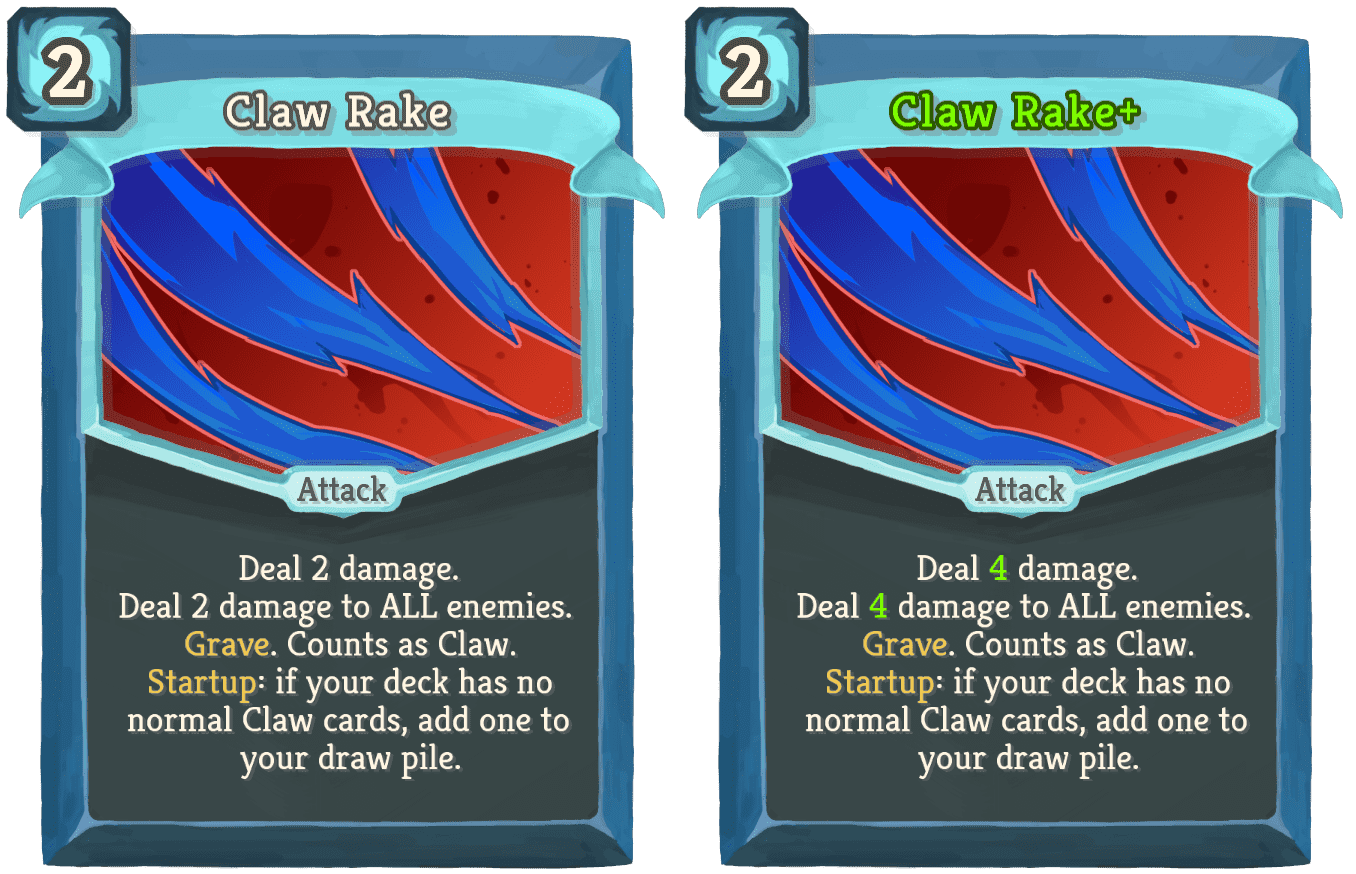 2
Claw Rake
Attack
Deal 2 damage.
Deal 2 damage to ALL enemies.
Grave. Counts as Claw.
Startup: if your deck has no
normal Claw cards, add one to
your draw pile.
2
Claw Rake+
Attack
Deal 4 damage.
Deal 4 damage to ALL enemies.
Grave. Counts as Claw.
Startup: if your deck has no
normal Claw cards, add one to
your draw pile.